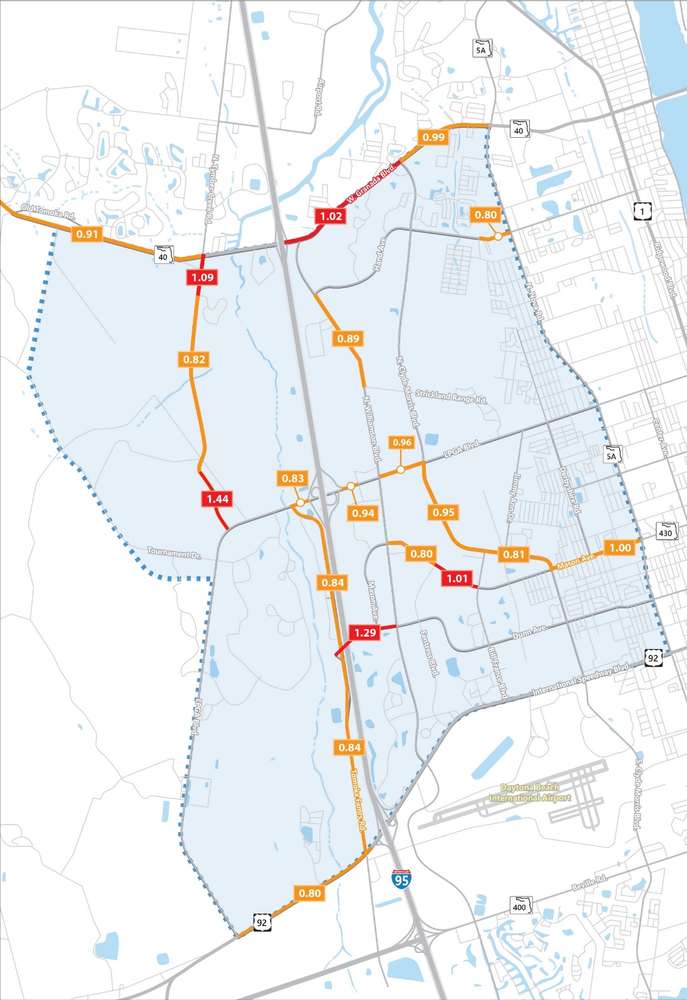 5A
Airport Rd.
40
0.99
N. Tymber Creek Rd.
W. Granada Blvd.
Old Tomoka Rd.
1.02
0.80
1
0.91
40
Hand Ave.
Ridgewood Blvd.
1.09
N. Nova Rd.
0.89
0.82
N. Clyde Morris Blvd.
Strickland Range Rd.
N. Williamson Blvd.
Center Ave.
0.96
LPGA Blvd.
5A
0.83
Jimmy Ann Dr.
Derbyshire Rd.
1.44
0.94
0.95
430
Tournament Dr.
0.80
0.81
1.00
Mason Ave.
1.01
0.84
Mason Ave.
1.29
Dunn Ave.
Fentress Blvd.
92
Bill France Blvd.
International Speedway Blvd.
LPGA Blvd.
0.84
S. Clyde Morris Blvd.
Tomoka Famrs Rd.
Daytona Beach
International Airport
INTERSTATE
95
Beville Rd.
0.80
400
92